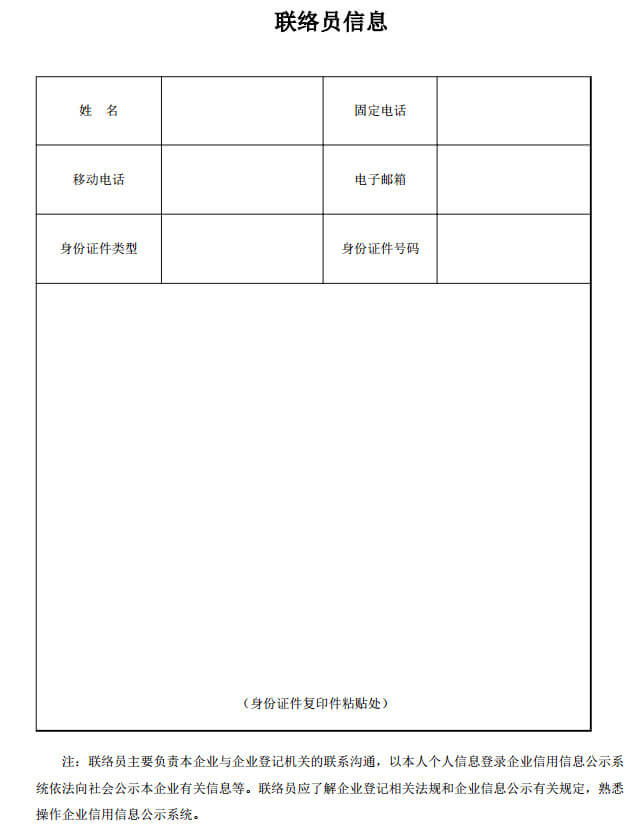 联络员信息
姓 名 固定电话
移动电话 电子邮箱
身份证件类型 身份证件号码
（身份证件复印件粘贴处）
注：联络员主要负责本企业与企业登记机关的联系沟通，以本人个人信息登录企业信用信息公示系
统依法向社会公示本企业有关信息等。联络员应了解企业登记相关法规和企业信息公示有关规定，熟悉
操作企业信用信息公示系统。